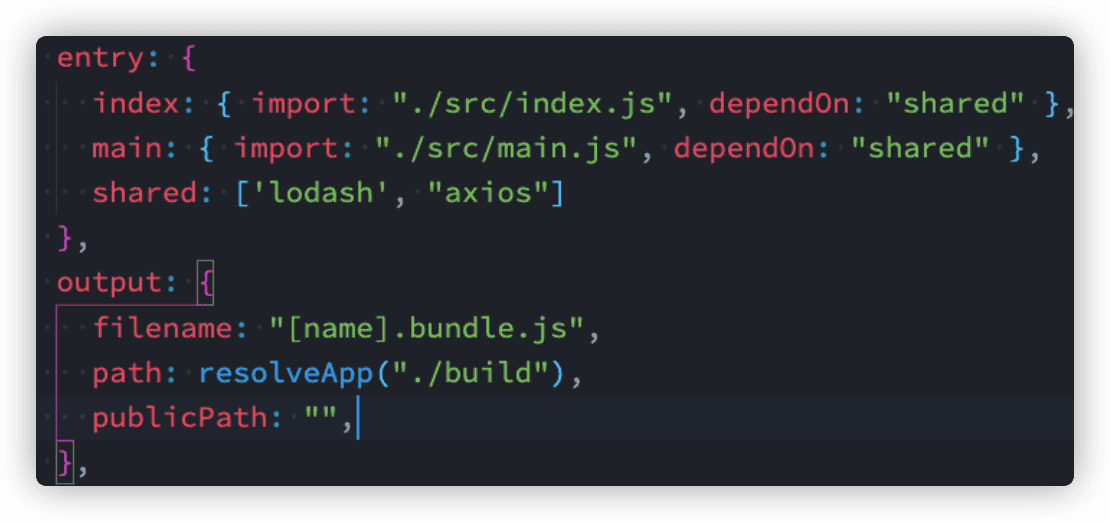 entry: {
index: { import: "./src/index.js", dependOn: "shared" },
main: { import: "./src/main.js", dependOn: "shared" },
shared: ['lodash', "axios"]
},
output: {
filename: "[name].bundle.js",
path: resolveApp("./build"),
publicPath: "",
},